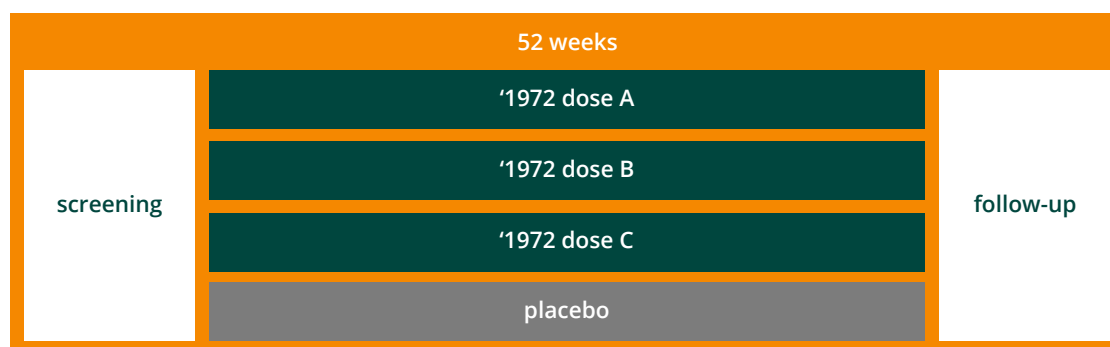 52 weeks
screening
‘1972 dose A
‘1972 dose B
‘1972 dose C
placebo
follow-up